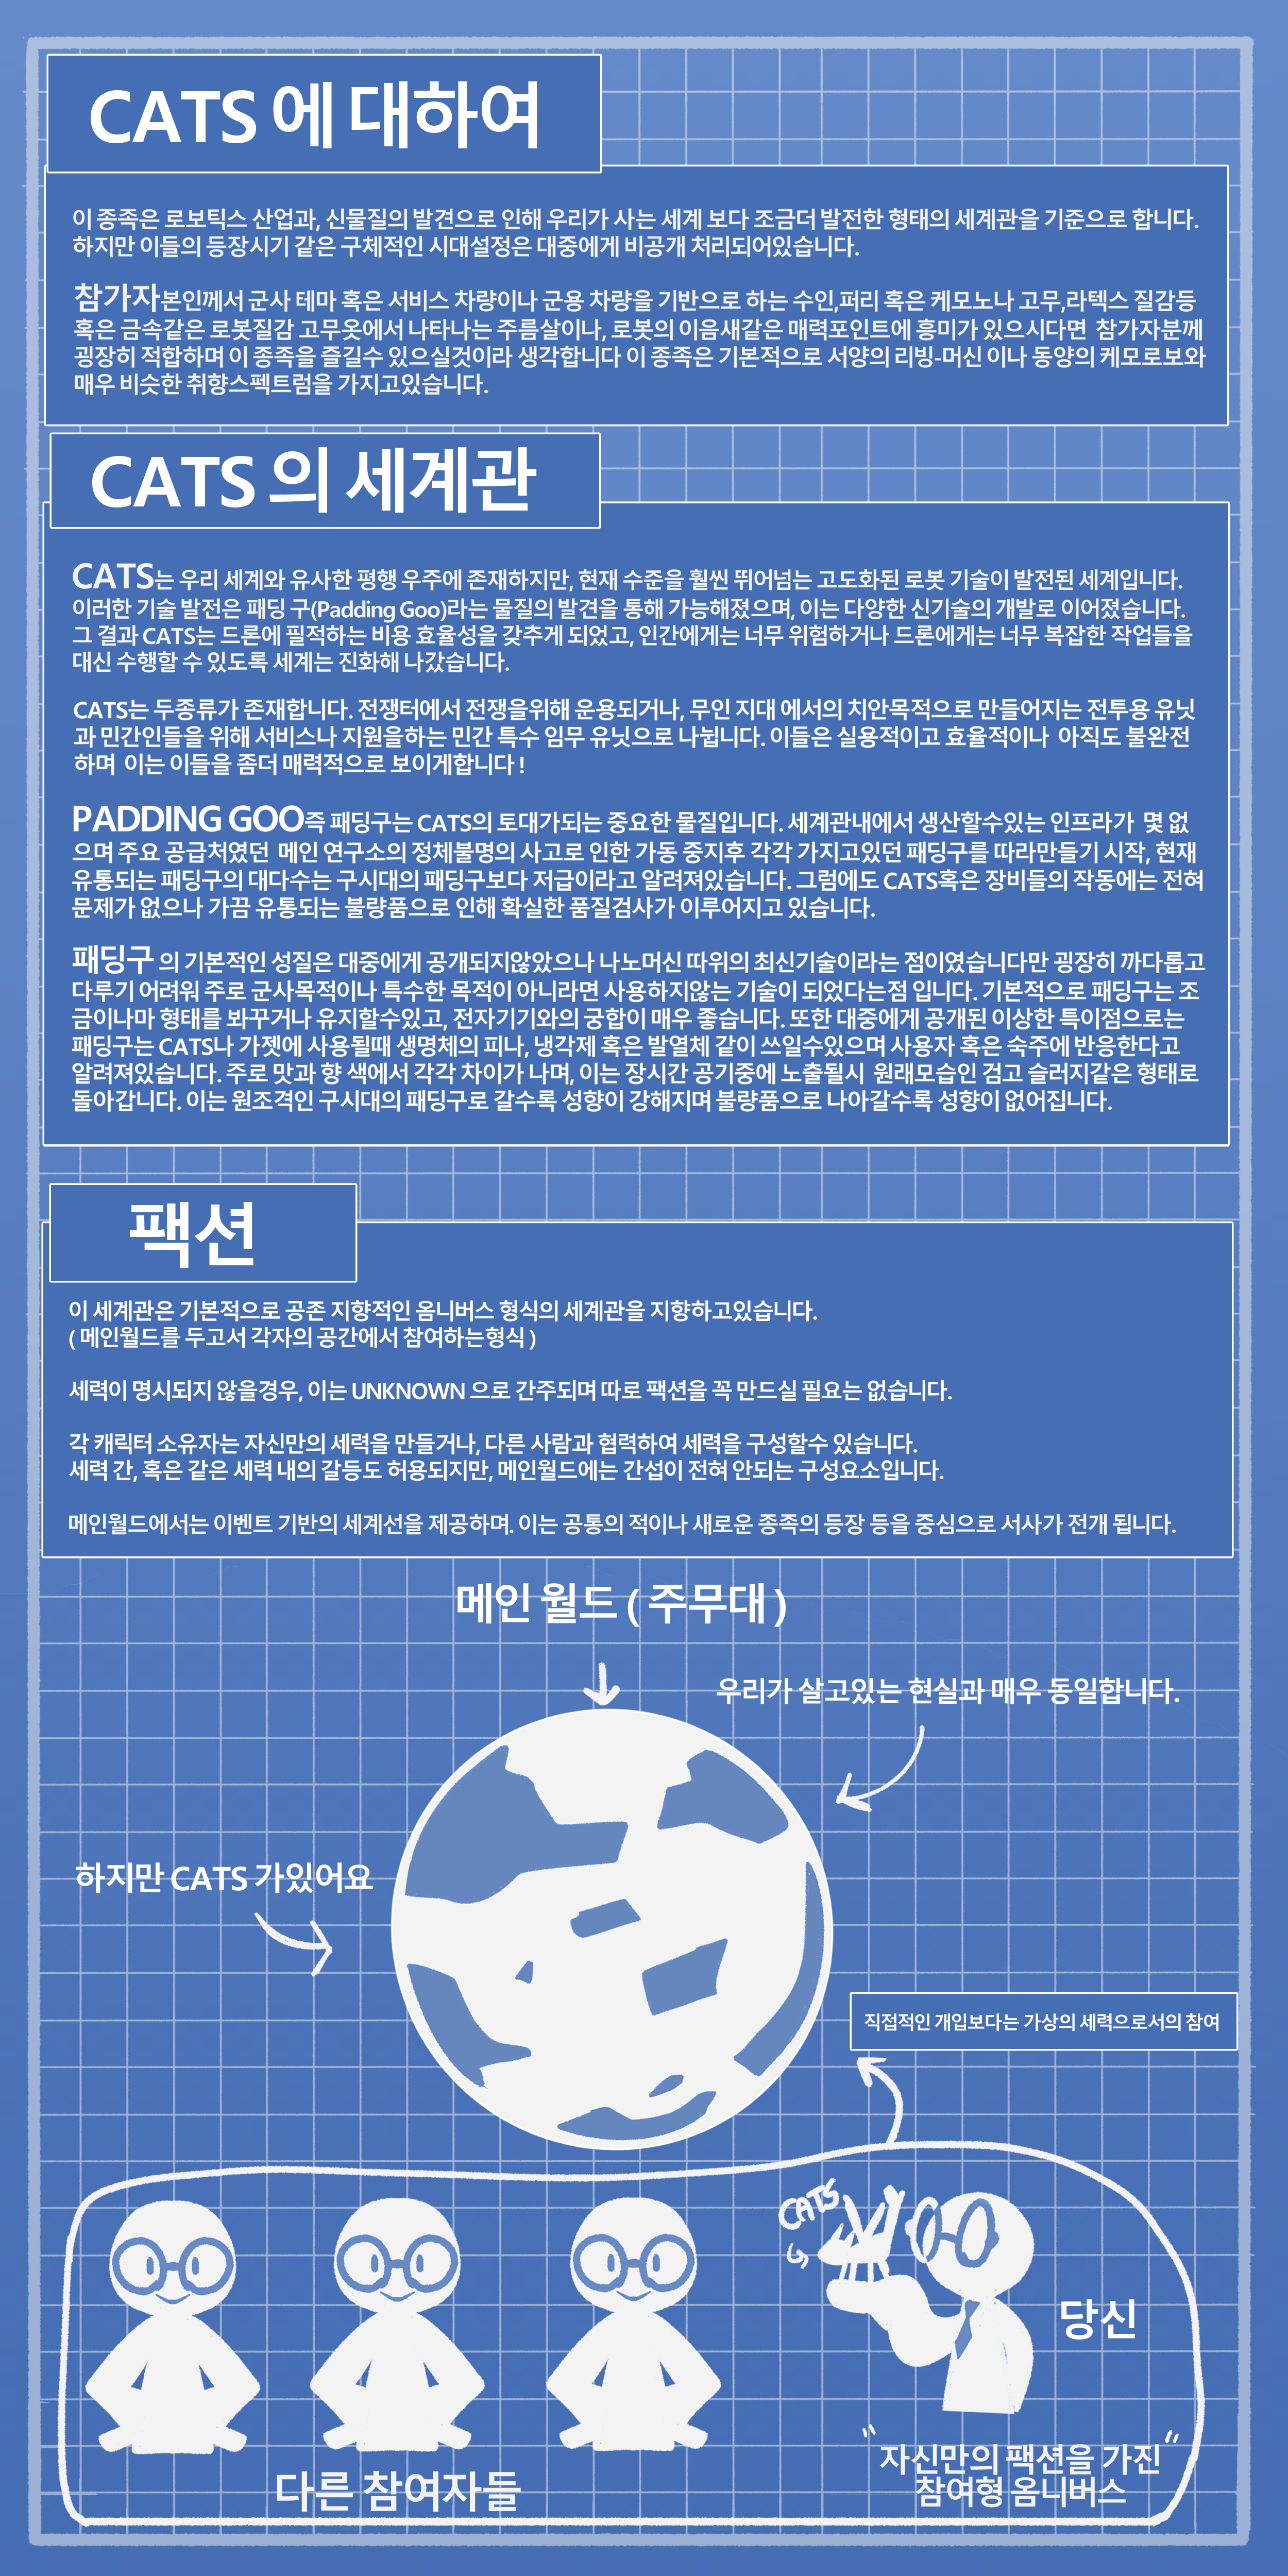 CATS 에 대하여
이 종족은 로보틱스 산업과, 신물질의 발견으로 인해 우리가 사는 세계 보다 조금더 발전한 형태의 세계관을 기준으로 합니다.
하지만 이들의 등장시기 같은 구체적인 시대설정은 대중에게 비공개 처리되어있습니다.
참가자본인께서 군사 테마 혹은 서비스 차량이나 군용 차량을 기반으로 하는 수인,퍼리 혹은 케모노나 고무,라텍스 질감등
혹은 금속같은 로봇질감 고무옷에서 나타나는 주름살이나, 로봇의 이음새같은 매력포인트에 흥미가 있으시다면 참가자분께
굉장히 적합하며 이 종족을 즐길수 있으실것이라 생각합니다 이 종족은 기본적으로 서양의 리빙-머신 이나 동양의 케모로보와
매우 비슷한 취향스펙트럼을 가지고있습니다.
CATS 의 세계관
CATS는 우리 세계와 유사한 평행 우주에 존재하지만, 현재 수준을 훨씬 뛰어넘는 고도화된 로봇 기술이 발전된 세계입니다.
이러한 기술 발전은 패딩 구(Padding Goo)라는 물질의 발견을 통해 가능해졌으며, 이는 다양한 신기술의 개발로 이어졌습니다.
그 결과 CATS는 드론에 필적하는 비용 효율성을 갖추게 되었고, 인간에게는 너무 위험하거나 드론에게는 너무 복잡한 작업들을
대신 수행할 수 있도록 세계는 진화해 나갔습니다.
CATS는 두종류가 존재합니다. 전쟁터에서 전쟁을위해 운용되거나, 무인 지대 에서의 치안목적으로 만들어지는 전투용 유닛
과 민간인들을 위해 서비스나 지원을하는 민간 특수 임무 유닛으로 나뉩니다. 이들은 실용적이고 효율적이나 아직도 불완전
하며 이는 이들을 좀더 매력적으로 보이게합니다 !
PADDING GOO즉 패딩구는 CATS의 토대가되는 중요한 물질입니다. 세계관내에서 생산할수있는 인프라가 몇 없
으며 주요 공급처였던 메인 연구소의 정체불명의 사고로 인한 가동 중지후 각각 가지고있던 패딩구를 따라만들기 시작, 현재
유통되는 패딩구의 대다수는 구시대의 패딩구보다 저급이라고 알려져있습니다. 그럼에도 CATS혹은 장비들의 작동에는 전혀
문제가 없으나 가끔 유통되는 불량품으로 인해 확실한 품질검사가 이루어지고 있습니다.
패딩구 의 기본적인 성질은 대중에게 공개되지않았으나 나노머신 따위의 최신기술이라는 점이였습니다만 굉장히 까다롭고
다루기 어려워 주로 군사목적이나 특수한 목적이 아니라면 사용하지않는 기술이 되었다는점 입니다. 기본적으로 패딩구는 조
금이나마 형태를 봐꾸거나 유지할수있고, 전자기기와의 궁합이 매우 좋습니다. 또한 대중에게 공개된 이상한 특이점으로는
패딩구는 CATS나 가젯에 사용될때 생명체의 피나, 냉각제 혹은 발열체 같이 쓰일수있으며 사용자 혹은 숙주에 반응한다고
알려져있습니다. 주로 맛과 향 색에서 각각 차이가 나며, 이는 장시간 공기중에 노출될시 원래모습인 검고 슬러지같은 형태로
돌아갑니다. 이는 원조격인 구시대의 패딩구로 갈수록 성향이 강해지며 불량품으로 나아갈수록 성향이 없어집니다.
팩션
이 세계관은 기본적으로 공존 지향적인 옴니버스 형식의 세계관을 지향하고있습니다.
( 메인월드를 두고서 각자의 공간에서 참여하는형식 )
세력이 명시되지 않을경우, 이는 UNKNOWN 으로 간주되며 따로 팩션을 꼭 만드실 필요는 없습니다.
각 캐릭터 소유자는 자신만의 세력을 만들거나, 다른 사람과 협력하여 세력을 구성할수 있습니다.
세력 간, 혹은 같은 세력 내의 갈등도 허용되지만, 메인월드에는 간섭이 전혀 안되는 구성요소입니다.
메인월드에서는 이벤트 기반의 세계선을 제공하며. 이는 공통의 적이나 새로운 종족의 등장 등을 중심으로 서사가 전개 됩니다.
메인 월드 ( 주무대 )
우리가 살고있는 현실과 매우 동일합니다.
하지만 CATS 가있어요
직접적인 개입보다는 가상의 세력으로서의 참여
CATS
당신
" 자신만의 팩션을 가진 "
참여형 옴니버스
다른 참여자들